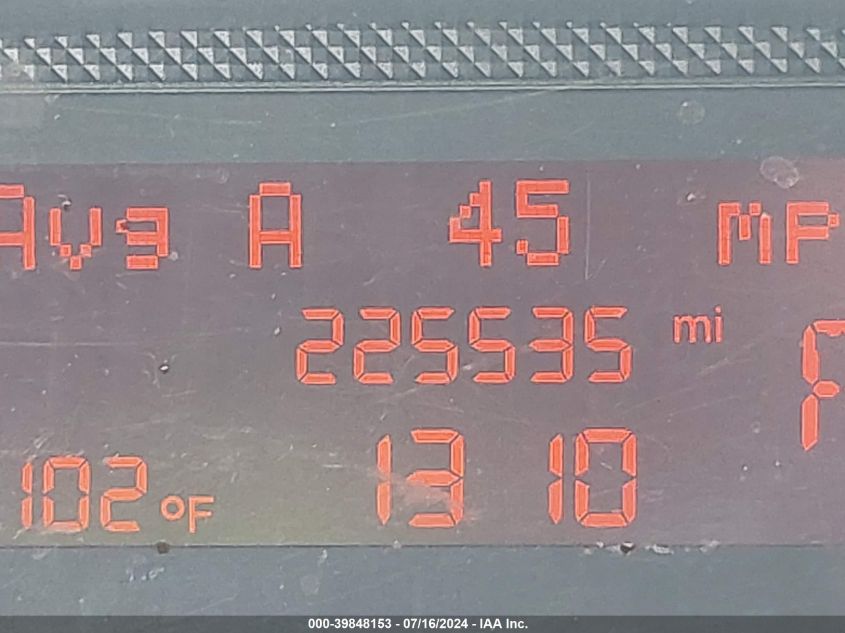 Avg A 45 MP
225535 mi
102 °F 13 10
000-39848153 - 07/16/2024 - IAA Inc.